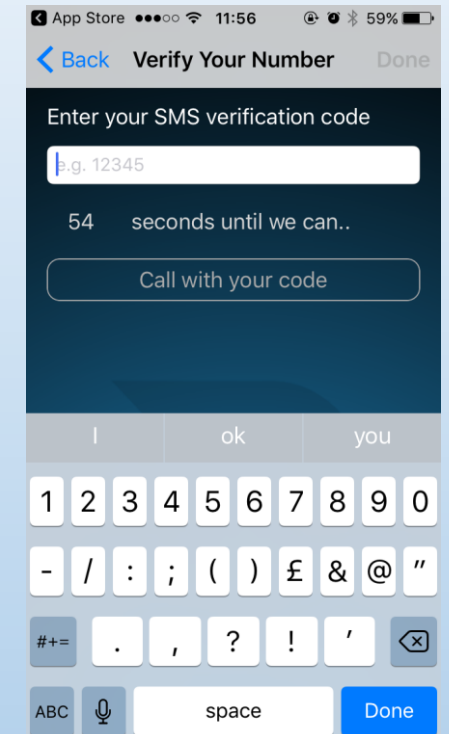 App Store 11:56 59%
Back Verify Your Number Done
Enter your SMS verification code
e.g. 12345
54 seconds until we can..
Call with your code
I ok you
1 2 3 4 5 6 7 8 9 0
- / : ; ( ) £ & @ "
#+= . , ? ! '
ABC space Done